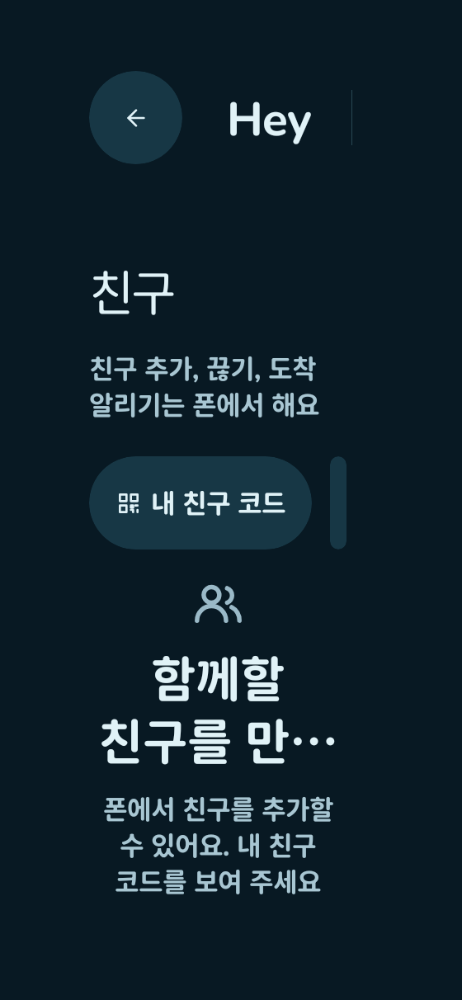 Hey
친구
친구 추가, 끊기, 도착
알리기는 폰에서 해요
내 친구 코드
함께할
친구를 만…
폰에서 친구를 추가할
수 있어요. 내 친구
코드를 보여 주세요